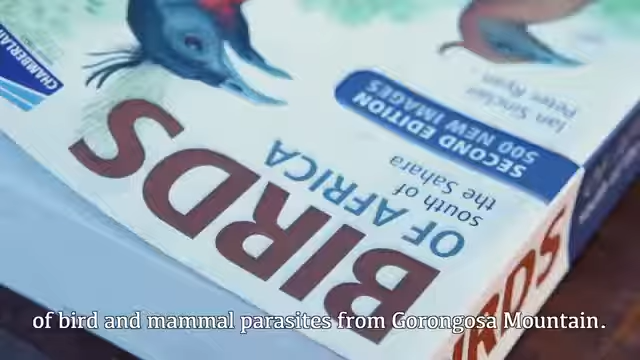 BIRDS
OF AFRICA
south of
the Sahara
SECOND EDITION
500 NEW IMAGES
Ian Sinclair
Peter Ryan
CHAMBERLAIN
BIRDS
of bird and mammal parasites from Gorongosa Mountain.